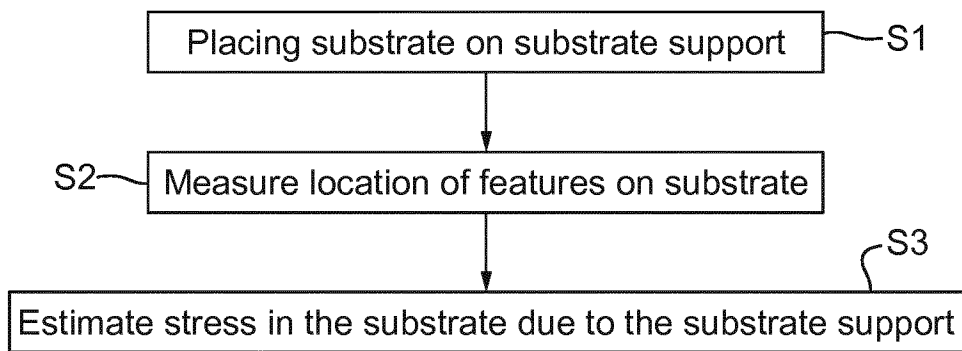 Placing substrate on substrate support
S1
S2
Measure location of features on substrate
S3
Estimate stress in the substrate due to the substrate support